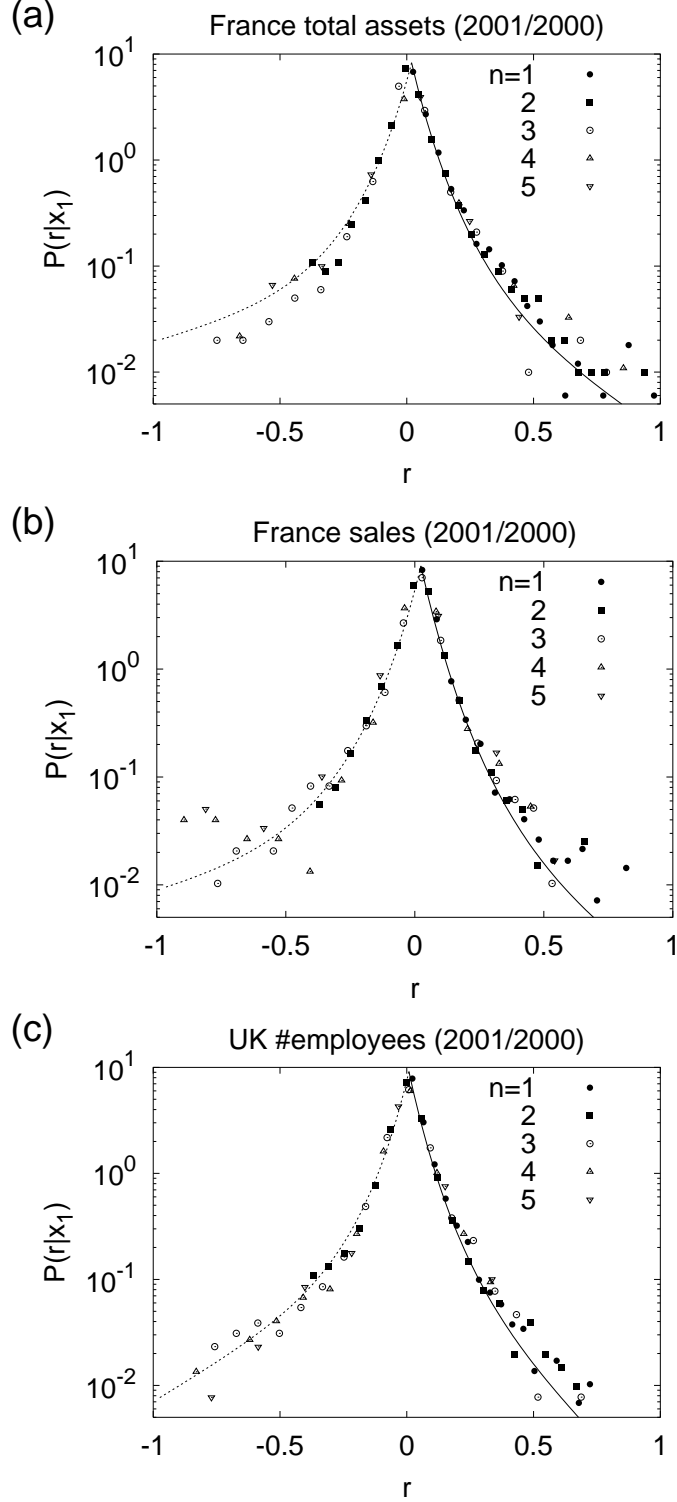 (a)
France total assets (2001/2000)
10^1
10^0
10^-1
10^-2
P(r|x_1)
n=1
2
3
4
5
-1 -0.5 0 0.5 1
r
(b)
France sales (2001/2000)
10^1
10^0
10^-1
10^-2
P(r|x_1)
n=1
2
3
4
5
-1 -0.5 0 0.5 1
r
(c)
UK #employees (2001/2000)
10^1
10^0
10^-1
10^-2
P(r|x_1)
n=1
2
3
4
5
-1 -0.5 0 0.5 1
r